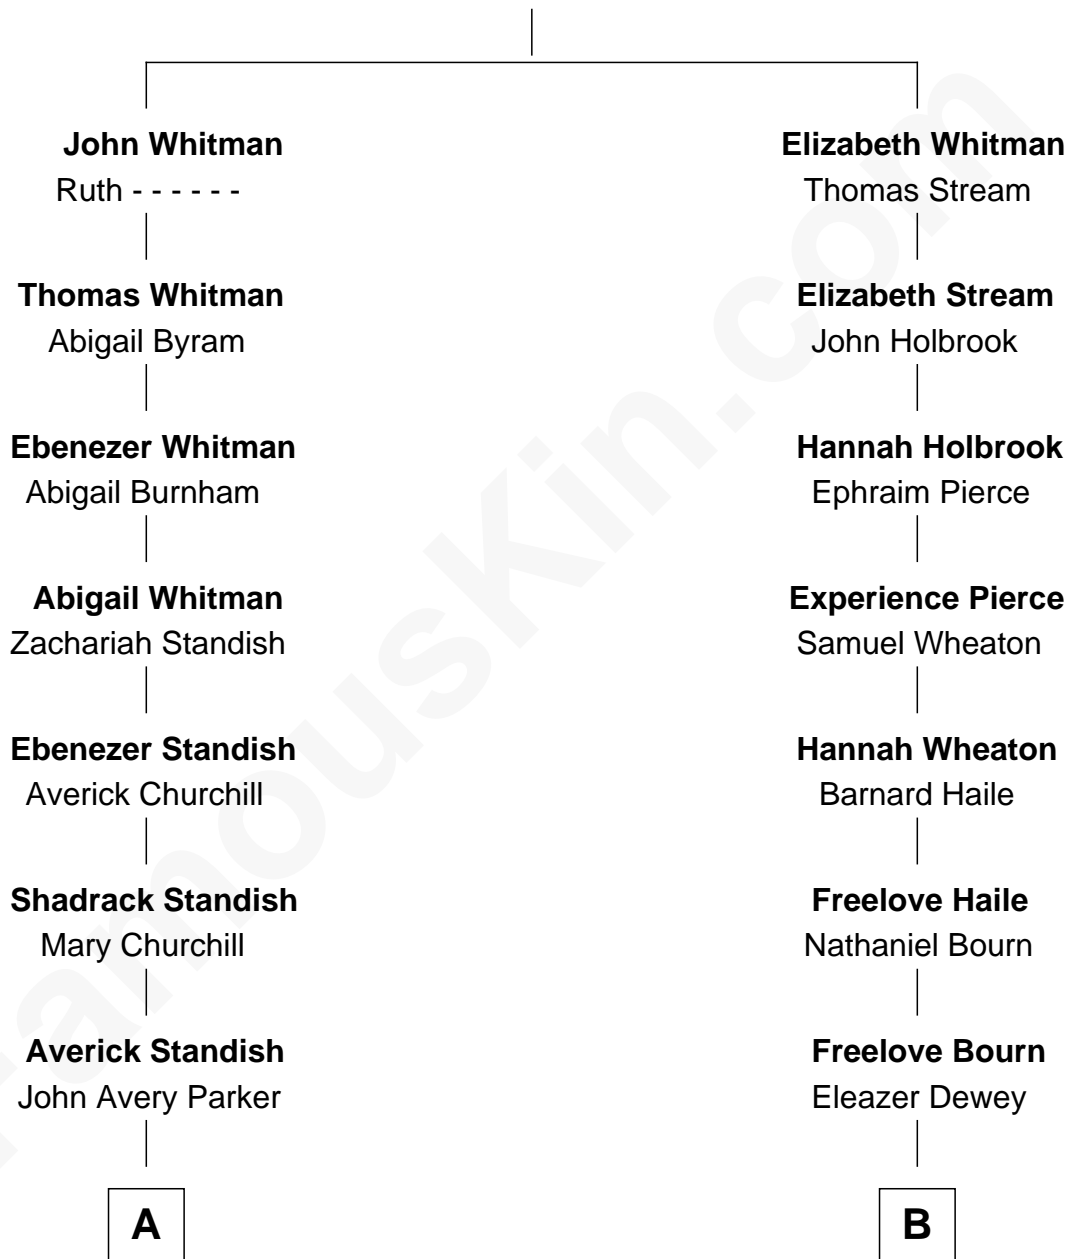 John Whitman
Ruth - - - - - -
Thomas Whitman
Abigail Byram
Ebenezer Whitman
Abigail Burnham
Abigail Whitman
Zachariah Standish
Ebenezer Standish
Averick Churchill
Shadrack Standish
Mary Churchill
Averick Standish
John Avery Parker
A
Elizabeth Whitman
Thomas Stream
Elizabeth Stream
John Holbrook
Hannah Holbrook
Ephraim Pierce
Experience Pierce
Samuel Wheaton
Hannah Wheaton
Barnard Haile
Freelove Haile
Nathaniel Bourn
Freelove Bourn
Eleazer Dewey
B
FamousKin.com